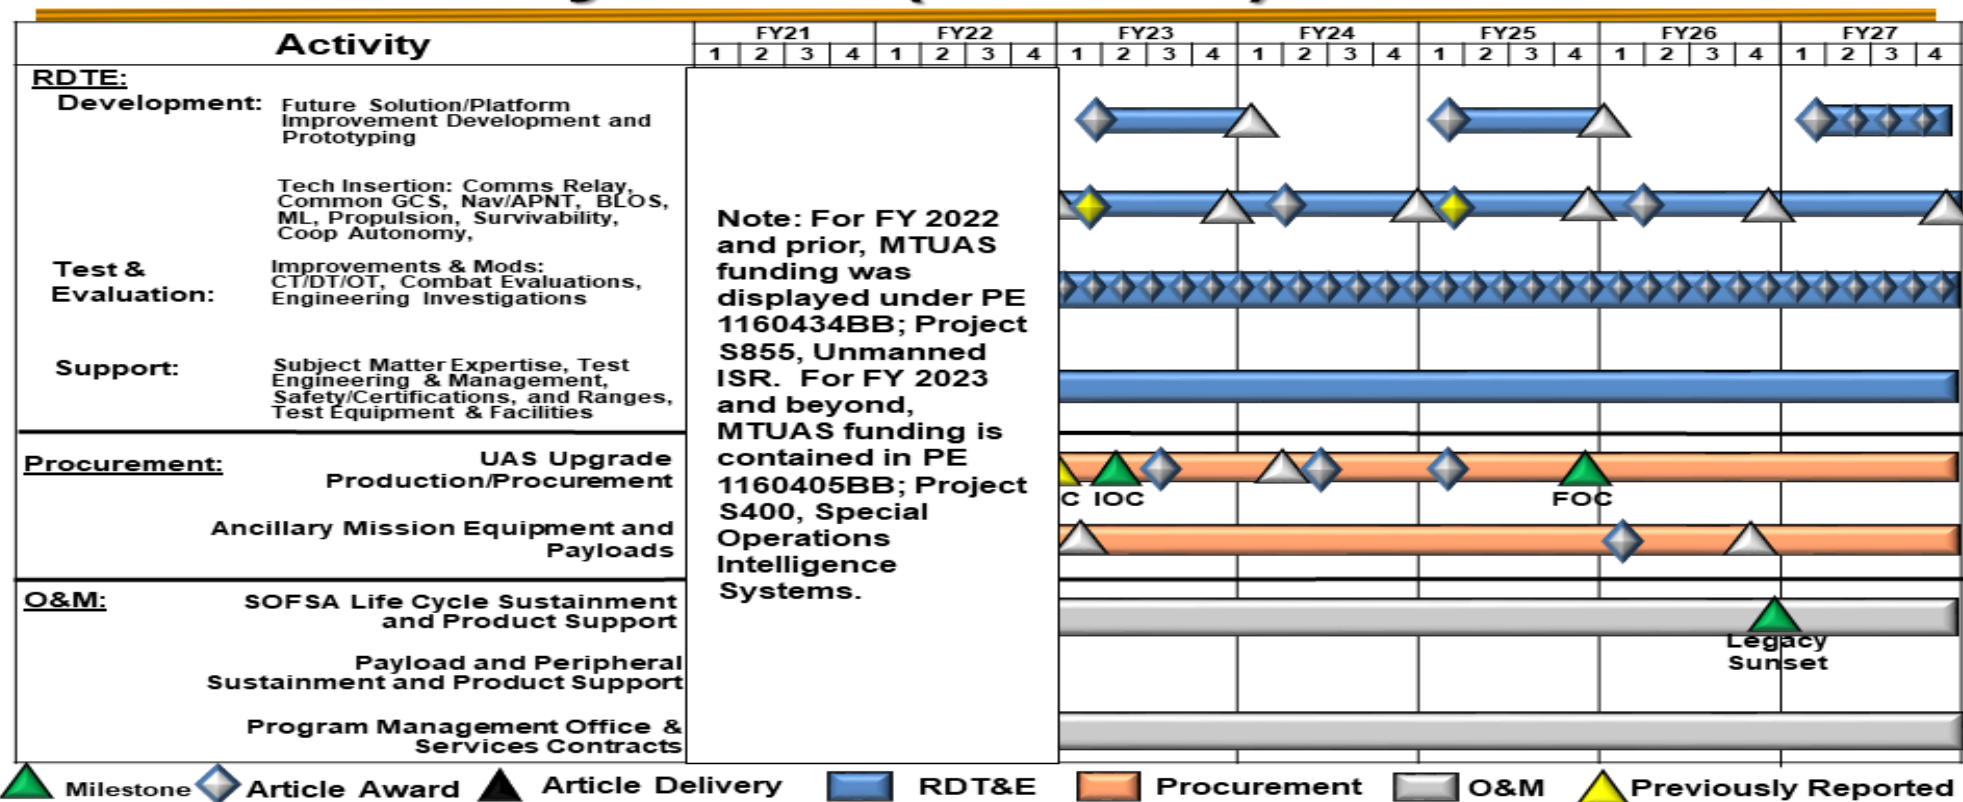 Activity
FY21 FY22 FY23 FY24 FY25 FY26 FY27
1 2 3 4 1 2 3 4 1 2 3 4 1 2 3 4 1 2 3 4 1 2 3 4 1 2 3 4
RDTE:
Development:
Future Solution/Platform
Improvement Development and
Prototyping
Tech Insertion: Comms Relay,
Common GCS, Nav/APNT, BLOS,
ML, Propulsion, Survivability,
Coop Autonomy,
Test &
Evaluation:
Improvements & Mods:
CT/DT/OT, Combat Evaluations,
Engineering Investigations
Support:
Subject Matter Expertise, Test
Engineering & Management,
Safety/Certifications, and Ranges,
Test Equipment & Facilities
Note: For FY 2022
and prior, MTUAS
funding was
displayed under PE
1160434BB; Project
S855, Unmanned
ISR. For FY 2023
and beyond,
MTUAS funding is
contained in PE
1160405BB; Project
S400, Special
Operations
Intelligence
Systems.
Procurement:
UAS Upgrade
Production/Procurement
C IOC
FOC
Ancillary Mission Equipment and
Payloads
O&M:
SOFSA Life Cycle Sustainment
and Product Support
Legacy
Sunset
Payload and Peripheral
Sustainment and Product Support
Program Management Office &
Services Contracts
Milestone Article Award Article Delivery RDT&E Procurement O&M Previously Reported